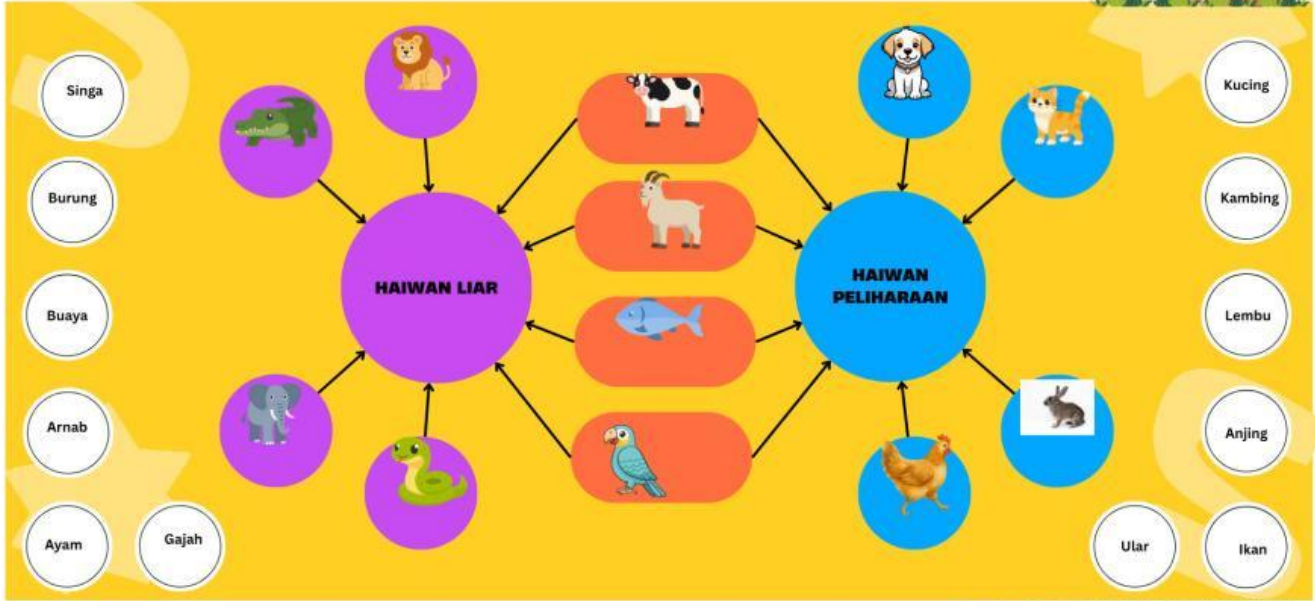 Singa
Burung
Buaya
Arnab
Ayam
Gajah
HAIWAN LIAR
HAIWAN
PELIHARAAN
Kucing
Kambing
Lembu
Anjing
Ular
Ikan